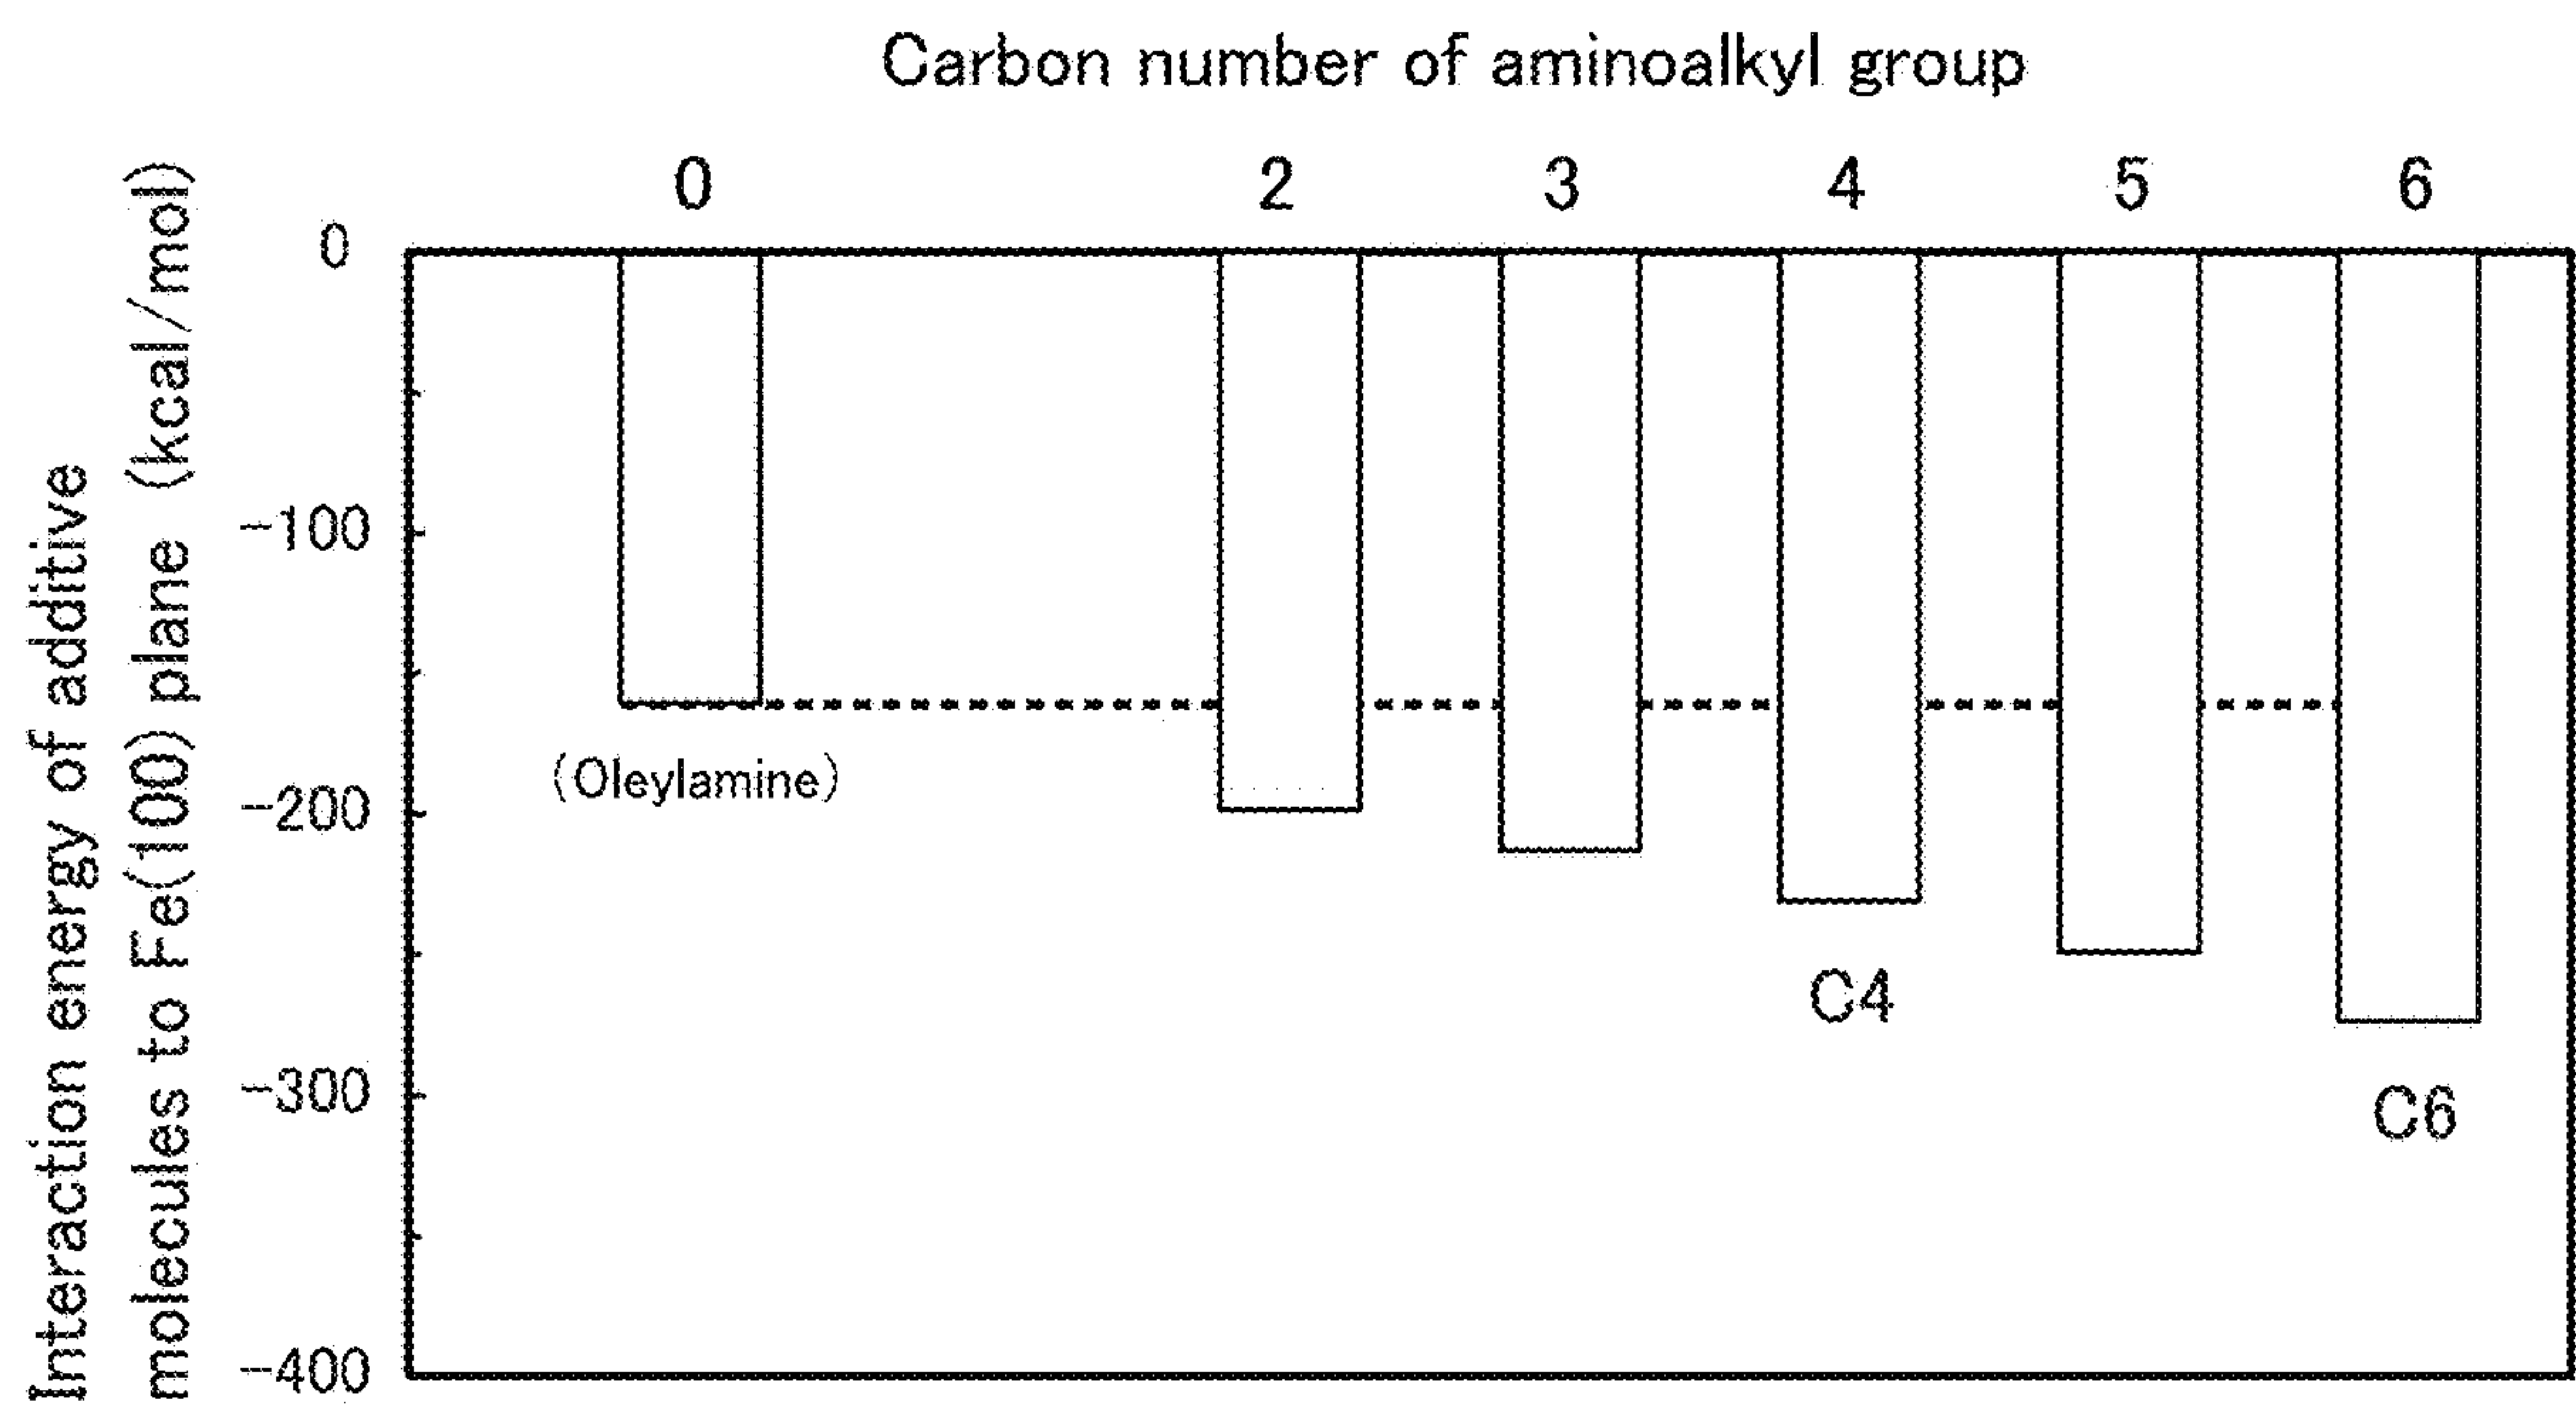 Carbon number of aminoalkyl group
0 2 3 4 5 6
Interaction energy of additive
molecules to Fe(100) plane (kcal/mol)
0
-100
-200
-300
-400
(Oleylamine)
C4
C6